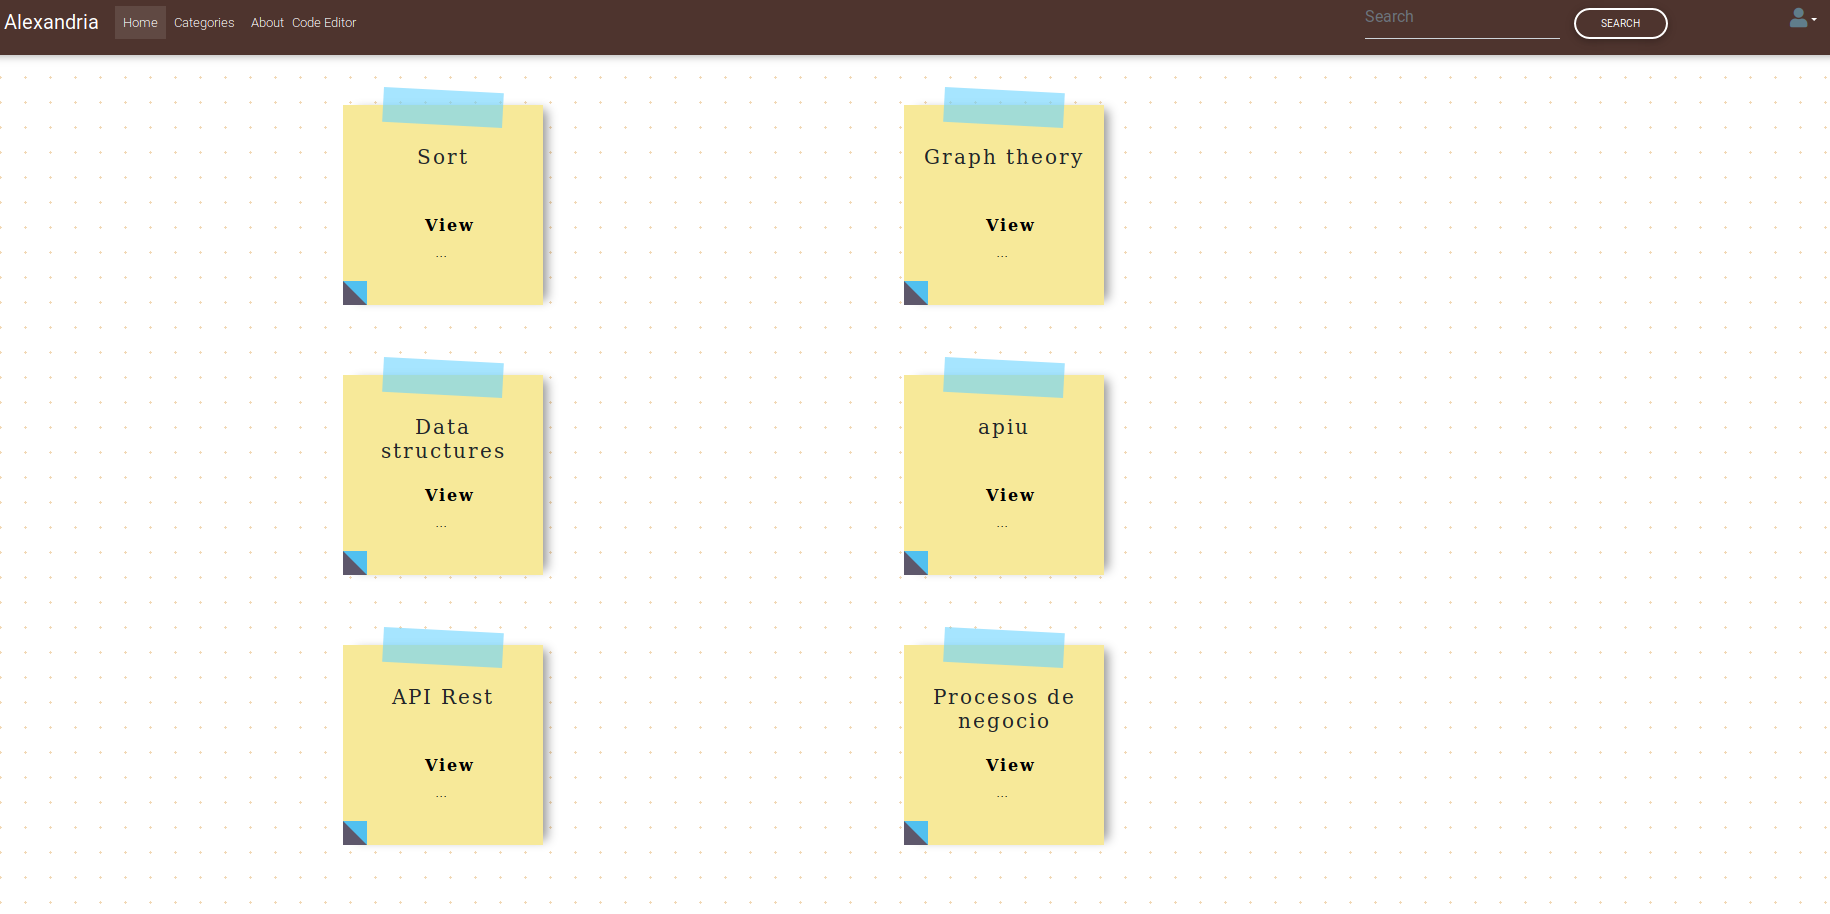 Alexandria Home Categories About Code Editor Search SEARCH
Sort
View
...
Graph theory
View
...
Data
structures
View
...
apiu
View
...
API Rest
View
...
Procesos de
negocio
View
...